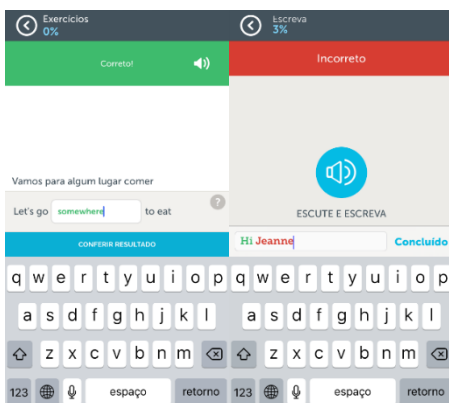 Exercícios
0%
Correto!
Vamos para algum lugar comer
Let's go somewhere to eat
?
CONFERIR RESULTADO
q w e r t y u i o p
a s d f g h j k l
z x c v b n m
123 espaço retorno
Escreva
3%
Incorreto
ESCUTE E ESCREVA
Hi Jeanne Concluído
q w e r t y u i o p
a s d f g h j k l
z x c v b n m
123 espaço retorno